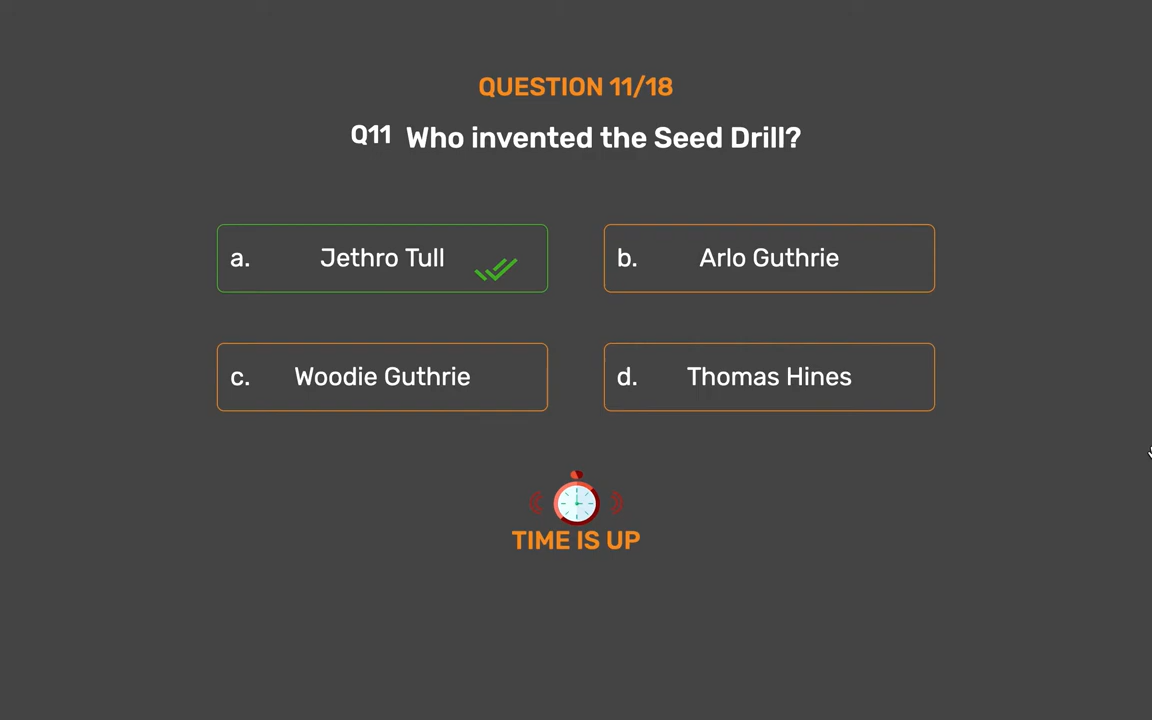 QUESTION 11/18
Q11 Who invented the Seed Drill?
a. Jethro Tull
b. Arlo Guthrie
c. Woodie Guthrie
d. Thomas Hines
TIME IS UP